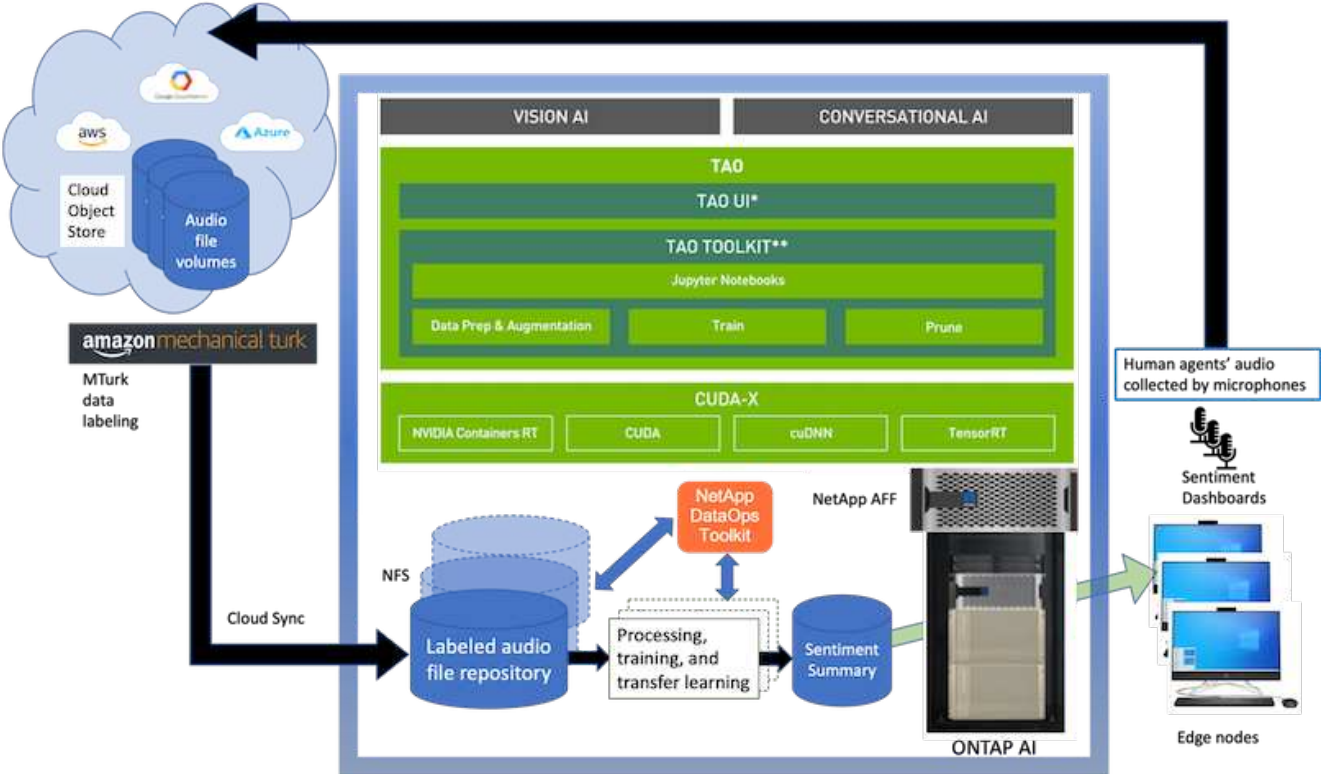 Google Cloud Platform
aws
Azure
Cloud
Object
Store
Audio
file
volumes
amazon mechanical turk
MTurk
data
labeling
VISION AI
CONVERSATIONAL AI
TAO
TAO UI*
TAO TOOLKIT**
Jupyter Notebooks
Data Prep & Augmentation
Train
Prune
CUDA-X
NVIDIA Containers RT
CUDA
cuDNN
TensorRT
Human agents' audio
collected by microphones
Sentiment
Dashboards
NetApp
DataOps
Toolkit
NetApp AFF
NFS
Cloud Sync
Labeled audio
file repository
Processing,
training, and
transfer learning
Sentiment
Summary
ONTAP AI
Edge nodes